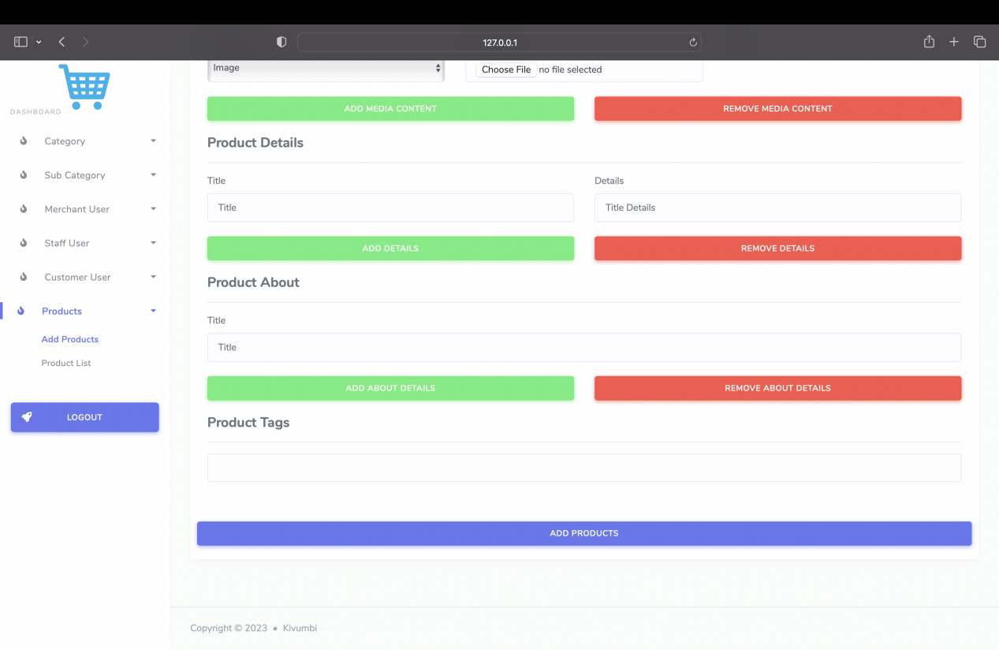 127.0.0.1
DASHBOARD
Category
Sub Category
Merchant User
Staff User
Customer User
Products
Add Products
Product List
LOGOUT
Image
Choose File no file selected
ADD MEDIA CONTENT REMOVE MEDIA CONTENT
Product Details
Title Details
Title Title Details
ADD DETAILS REMOVE DETAILS
Product About
Title
Title
ADD ABOUT DETAILS REMOVE ABOUT DETAILS
Product Tags
ADD PRODUCTS
Copyright © 2023 • Kivumbi